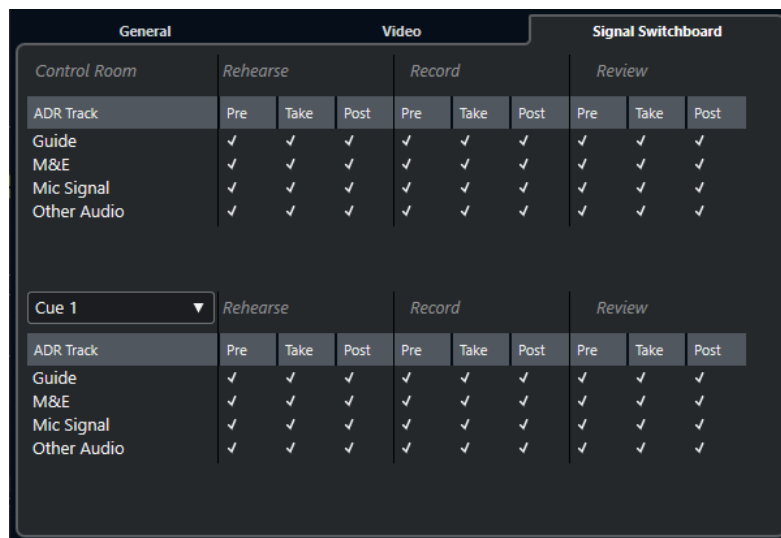 General Video Signal Switchboard
Control Room Rehearse Record Review
ADR Track Pre Take Post Pre Take Post Pre Take Post
Guide ✓ ✓ ✓ ✓ ✓ ✓ ✓ ✓ ✓
M&E ✓ ✓ ✓ ✓ ✓ ✓ ✓ ✓ ✓
Mic Signal ✓ ✓ ✓ ✓ ✓ ✓ ✓ ✓ ✓
Other Audio ✓ ✓ ✓ ✓ ✓ ✓ ✓ ✓ ✓
Cue 1 ▼ Rehearse Record Review
ADR Track Pre Take Post Pre Take Post Pre Take Post
Guide ✓ ✓ ✓ ✓ ✓ ✓ ✓ ✓ ✓
M&E ✓ ✓ ✓ ✓ ✓ ✓ ✓ ✓ ✓
Mic Signal ✓ ✓ ✓ ✓ ✓ ✓ ✓ ✓ ✓
Other Audio ✓ ✓ ✓ ✓ ✓ ✓ ✓ ✓ ✓